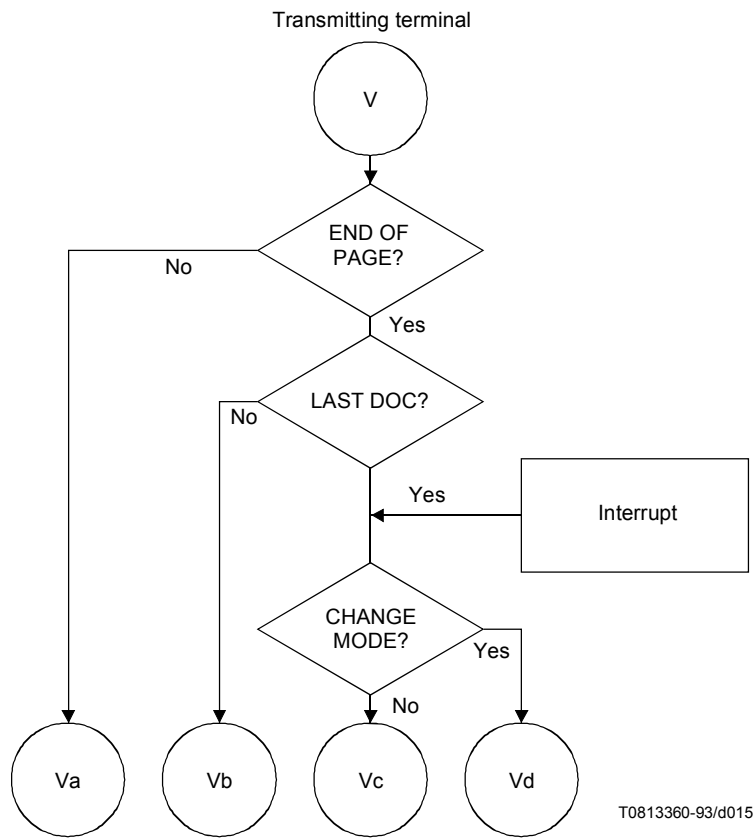 Transmitting terminal
V
END OF
PAGE?
No
Yes
LAST DOC?
No
Yes
Interrupt
CHANGE
MODE?
Yes
No
Va
Vb
Vc
Vd
T0813360-93/d015